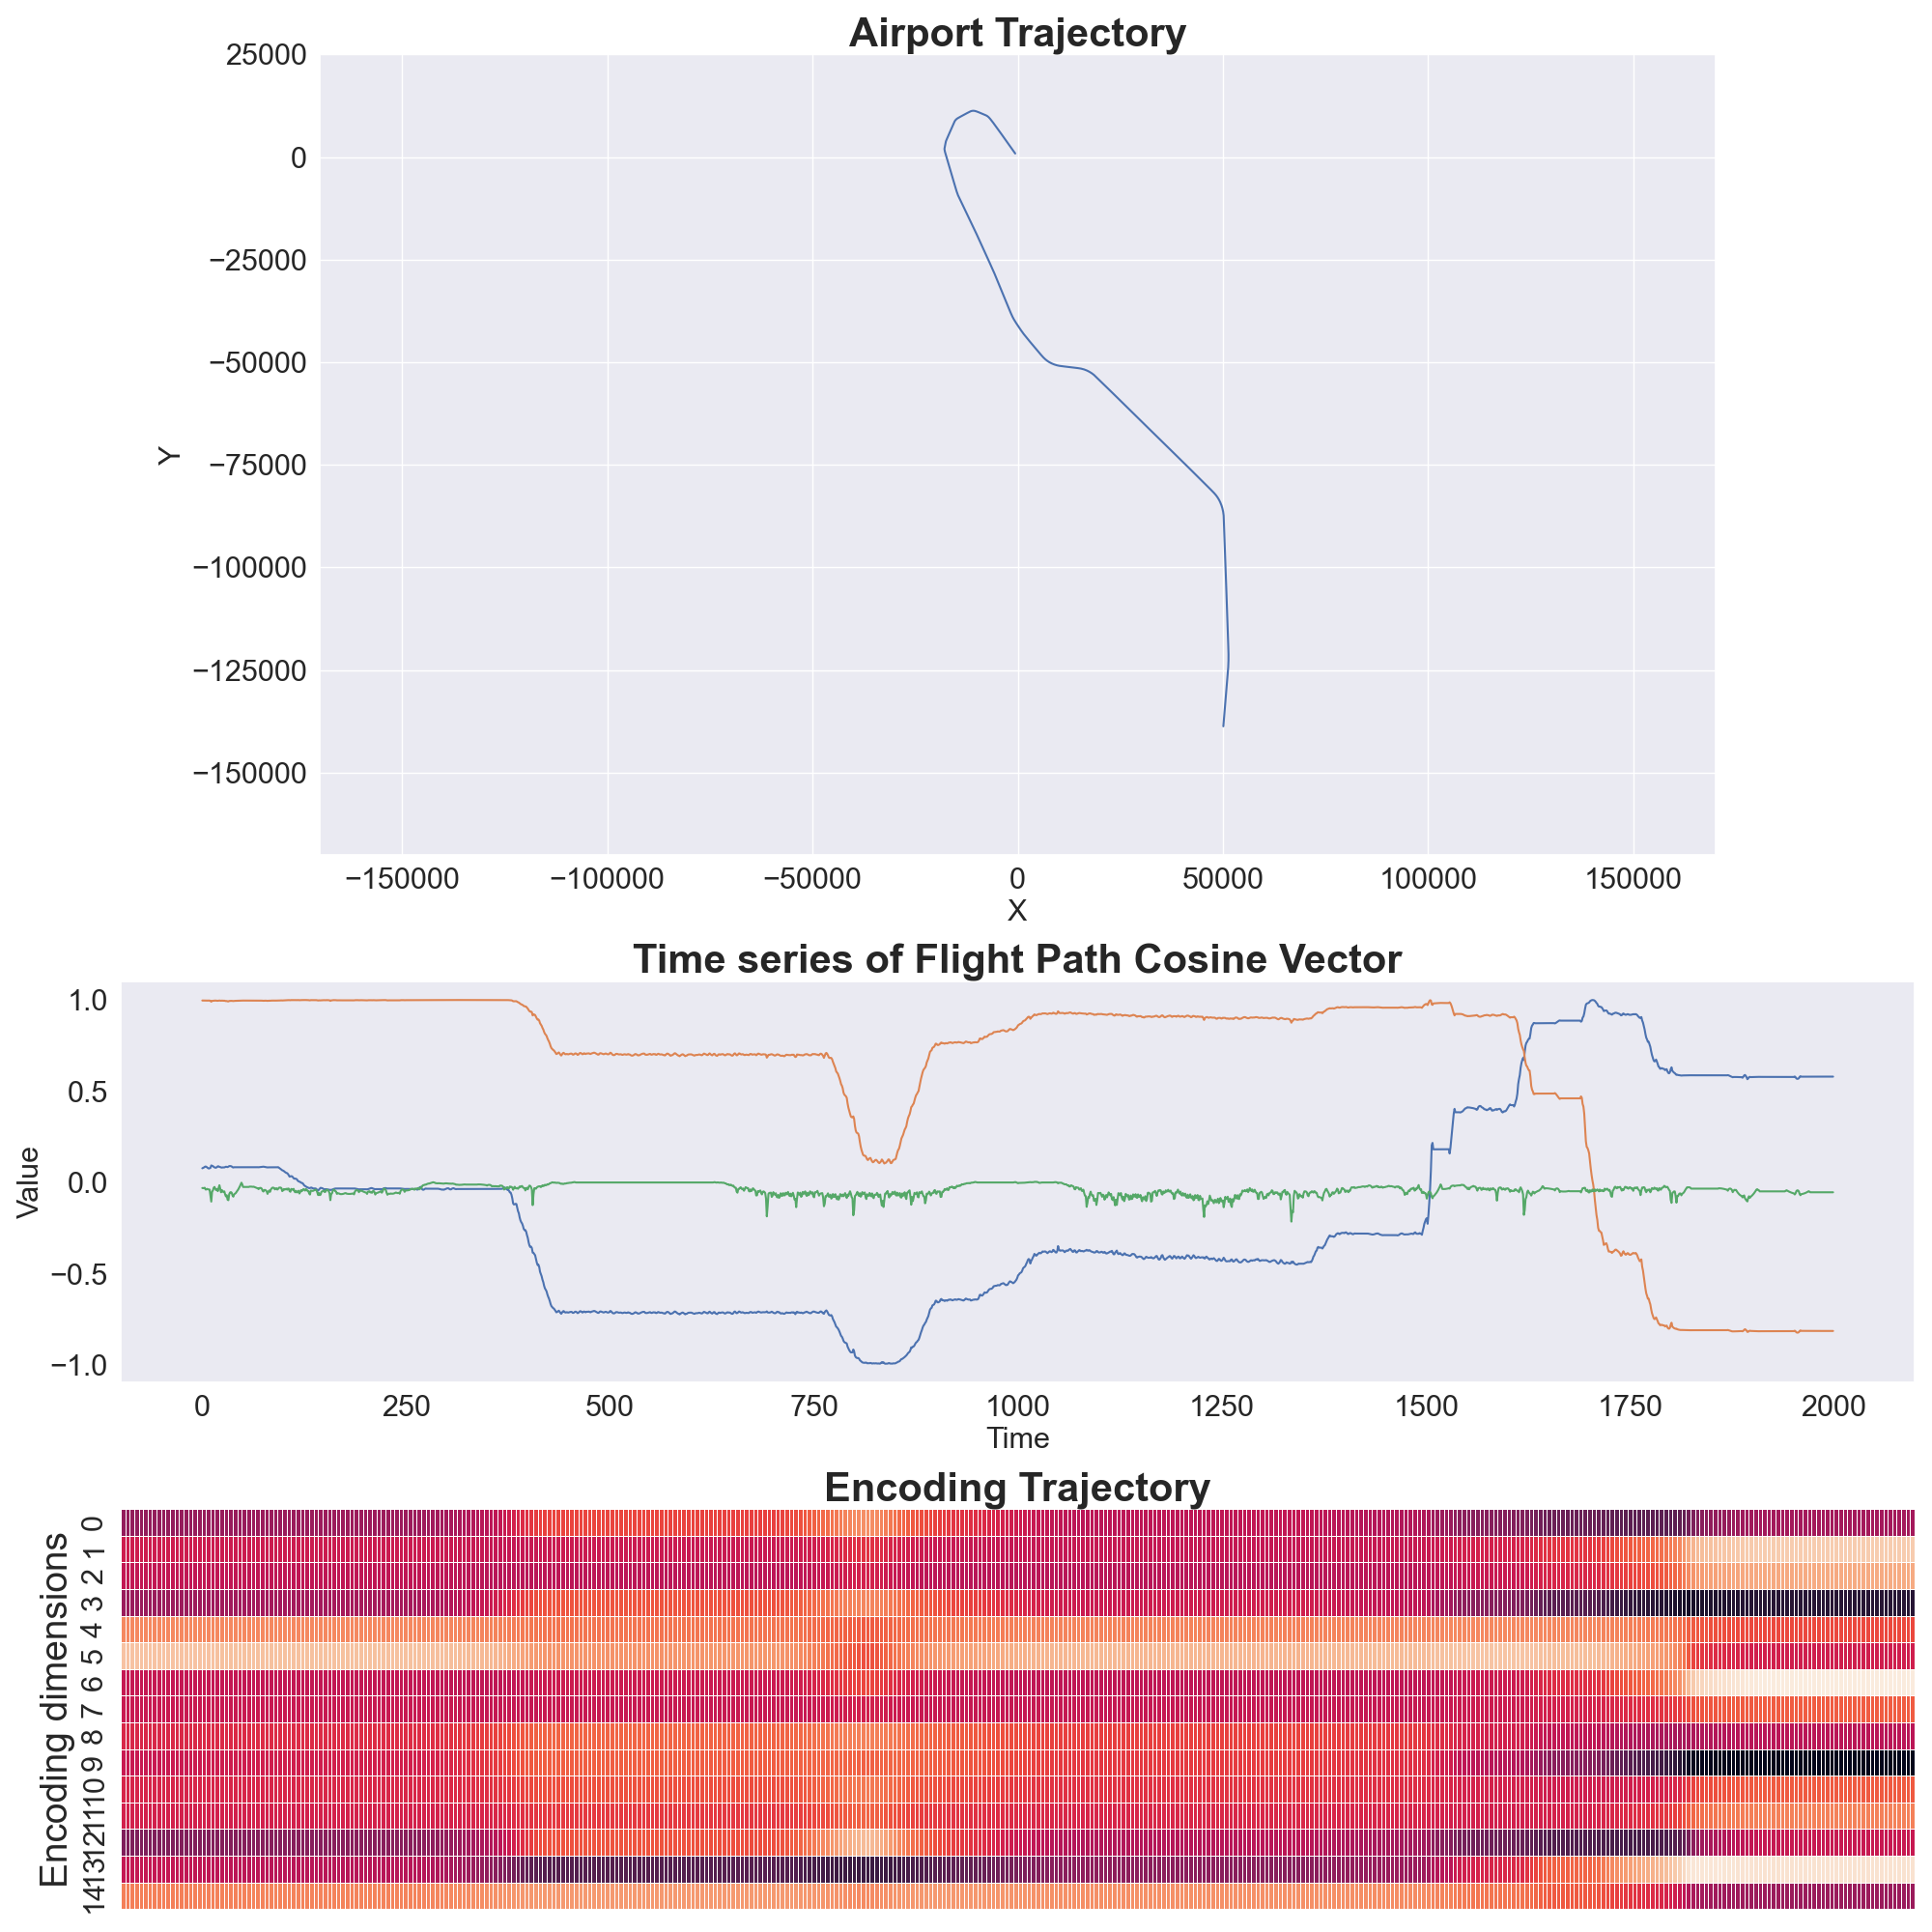 Airport Trajectory
25000
0
−25000
−50000
−75000
−100000
−125000
−150000
Y
−150000 −100000 −50000 0 50000 100000 150000
X
Time series of Flight Path Cosine Vector
1.0
0.5
0.0
−0.5
−1.0
Value
0 250 500 750 1000 1250 1500 1750 2000
Time
Encoding Trajectory
Encoding dimensions
0
1
2
3
4
5
6
7
8
9
10
11
12
13
14